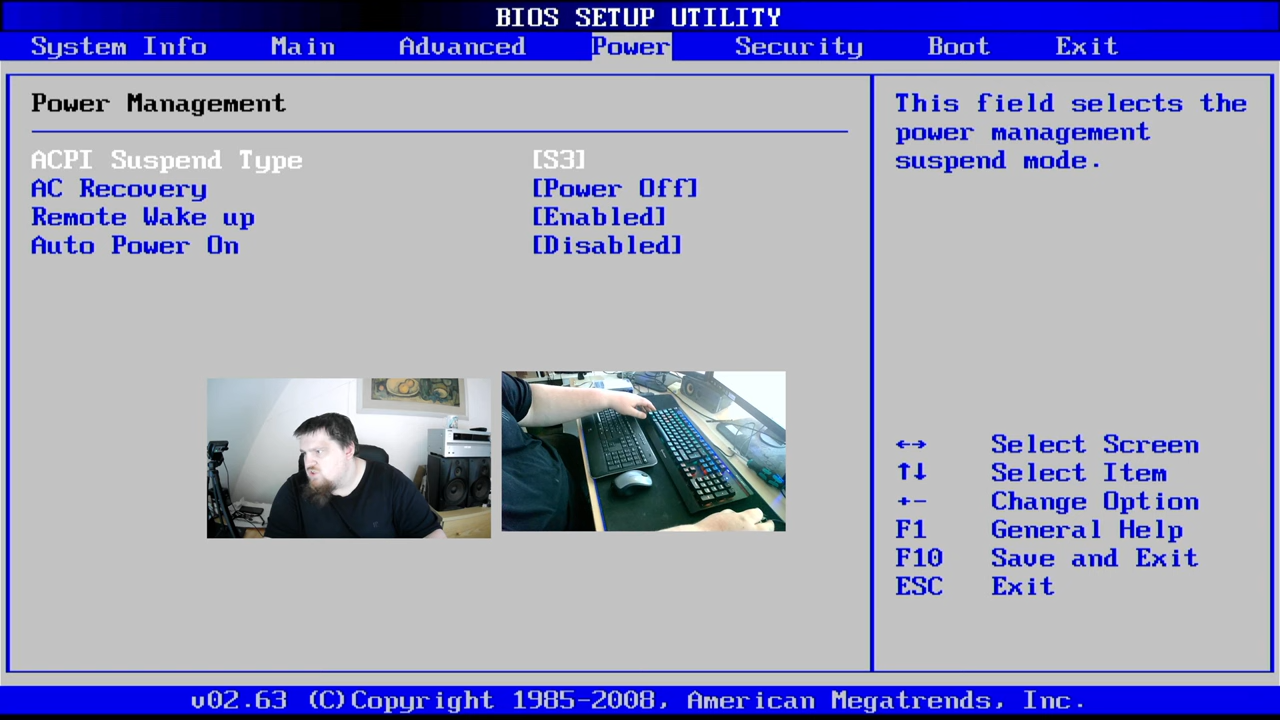 BIOS SETUP UTILITY
System Info Main Advanced Power Security Boot Exit
Power Management
ACPI Suspend Type [S3]
AC Recovery [Power Off]
Remote Wake up [Enabled]
Auto Power On [Disabled]
This field selects the
power management
suspend mode.
←→ Select Screen
↑↓ Select Item
+- Change Option
F1 General Help
F10 Save and Exit
ESC Exit
v02.63 (C)Copyright 1985-2008, American Megatrends, Inc.